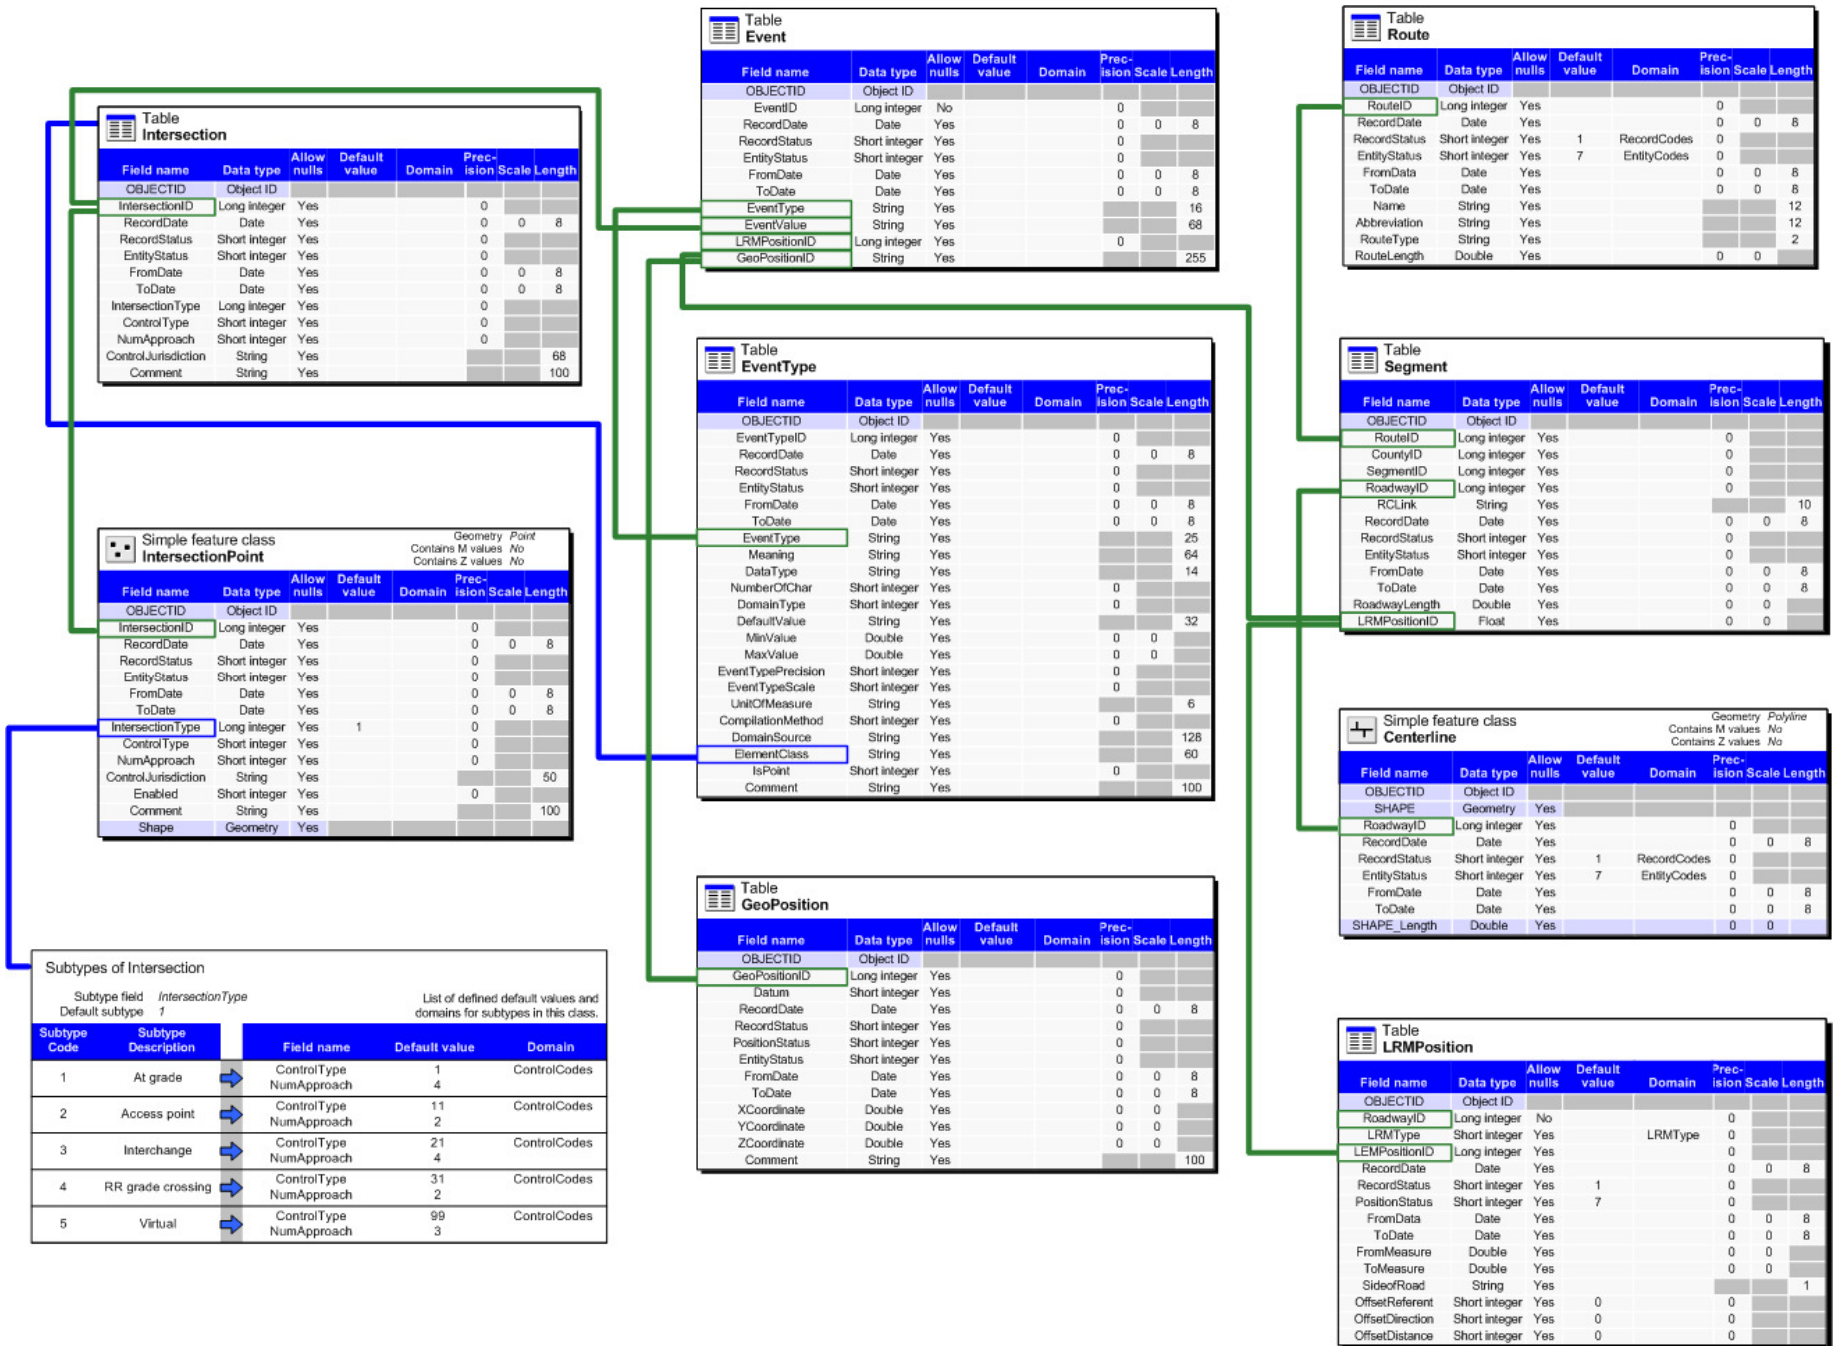 Table
Event
Field name Data type Allow nulls Default value Domain Prec-ision Scale Length
OBJECTID Object ID
EventID Long integer No 0
RecordDate Date Yes 0 0 8
RecordStatus Short integer Yes 0
EntityStatus Short integer Yes 0
FromDate Date Yes 0 0 8
ToDate Date Yes 0 0 8
EventType String Yes 16
EventValue String Yes 68
LRMPositionID Long integer Yes 0
GeoPositionID String Yes 255
Table
Route
Field name Data type Allow nulls Default value Domain Prec-ision Scale Length
OBJECTID Object ID
RouteID Long integer Yes 0
RecordDate Date Yes 0 0 8
RecordStatus Short integer Yes 1 RecordCodes 0
EntityStatus Short integer Yes 7 EntityCodes 0
FromData Date Yes 0 0 8
ToDate Date Yes 0 0 8
Name String Yes 12
Abbreviation String Yes 12
RouteType String Yes 2
RouteLength Double Yes 0 0
Table
Intersection
Field name Data type Allow nulls Default value Domain Prec-ision Scale Length
OBJECTID Object ID
IntersectionID Long integer Yes 0
RecordDate Date Yes 0 0 8
RecordStatus Short integer Yes 0
EntityStatus Short integer Yes 0
FromDate Date Yes 0 0 8
ToDate Date Yes 0 0 8
IntersectionType Long integer Yes 0
ControlType Short integer Yes 0
NumApproach Short integer Yes 0
ControlJurisdiction String Yes 68
Comment String Yes 100
Table
EventType
Field name Data type Allow nulls Default value Domain Prec-ision Scale Length
OBJECTID Object ID
EventTypeID Long integer Yes 0
RecordDate Date Yes 0 0 8
RecordStatus Short integer Yes 0
EntityStatus Short integer Yes 0
FromDate Date Yes 0 0 8
ToDate Date Yes 0 0 8
EventType String Yes 25
Meaning String Yes 64
DataType String Yes 14
NumberOfChar Short integer Yes 0
DomainType Short integer Yes 0
DefaultValue String Yes 32
MinValue Double Yes 0 0
MaxValue Double Yes 0 0
EventTypePrecision Short integer Yes 0
EventTypeScale Short integer Yes 0
UnitOfMeasure String Yes 6
CompilationMethod Short integer Yes 0
DomainSource String Yes 128
ElementClass String Yes 60
IsPoint Short integer Yes 0
Comment String Yes 100
Table
Segment
Field name Data type Allow nulls Default value Domain Prec-ision Scale Length
OBJECTID Object ID
RouteID Long integer Yes 0
CountyID Long integer Yes 0
SegmentID Long integer Yes 0
RoadwayID Long integer Yes 0
RCLink String Yes 10
RecordDate Date Yes 0 0 8
RecordStatus Short integer Yes 0
EntityStatus Short integer Yes 0
FromDate Date Yes 0 0 8
ToDate Date Yes 0 0 8
RoadwayLength Double Yes 0 0
LRMPositionID Float Yes 0 0
Simple feature class
IntersectionPoint
Geometry Point
Contains M values No
Contains Z values No
Field name Data type Allow nulls Default value Domain Prec-ision Scale Length
OBJECTID Object ID
IntersectionID Long integer Yes 0
RecordDate Date Yes 0 0 8
RecordStatus Short integer Yes 0
EntityStatus Short integer Yes 0
FromDate Date Yes 0 0 8
ToDate Date Yes 0 0 8
IntersectionType Long integer Yes 1 0
ControlType Short integer Yes 0
NumApproach Short integer Yes 0
ControlJurisdiction String Yes 50
Enabled Short integer Yes 0
Comment String Yes 100
Shape Geometry Yes
Simple feature class
Centerline
Geometry Polyline
Contains M values No
Contains Z values No
Field name Data type Allow nulls Default value Domain Prec-ision Scale Length
OBJECTID Object ID
SHAPE Geometry Yes
RoadwayID Long integer Yes 0
RecordDate Date Yes 0 0 8
RecordStatus Short integer Yes 1 RecordCodes 0
EntityStatus Short integer Yes 7 EntityCodes 0
FromDate Date Yes 0 0 8
ToDate Date Yes 0 0 8
SHAPE_Length Double Yes 0 0
Table
GeoPosition
Field name Data type Allow nulls Default value Domain Prec-ision Scale Length
OBJECTID Object ID
GeoPositionID Long integer Yes 0
Datum Short integer Yes 0
RecordDate Date Yes 0 0 8
RecordStatus Short integer Yes 0
PositionStatus Short integer Yes 0
EntityStatus Short integer Yes 0
FromDate Date Yes 0 0 8
ToDate Date Yes 0 0 8
XCoordinate Double Yes 0 0
YCoordinate Double Yes 0 0
ZCoordinate Double Yes 0 0
Comment String Yes 100
Subtypes of Intersection
Subtype field IntersectionType
Default subtype 1
List of defined default values and
domains for subtypes in this class.
Subtype Code Subtype Description Field name Default value Domain
1 At grade ControlType 1 ControlCodes
NumApproach 4
2 Access point ControlType 11 ControlCodes
NumApproach 2
3 Interchange ControlType 21 ControlCodes
NumApproach 4
4 RR grade crossing ControlType 31 ControlCodes
NumApproach 2
5 Virtual ControlType 99 ControlCodes
NumApproach 3
Table
LRMPosition
Field name Data type Allow nulls Default value Domain Prec-ision Scale Length
OBJECTID Object ID
RoadwayID Long integer No 0
LRMType Short integer Yes LRMType 0
LEMPositionID Long integer Yes 0
RecordDate Date Yes 0 0 8
RecordStatus Short integer Yes 1 0
PositionStatus Short integer Yes 7 0
FromData Date Yes 0 0 8
ToDate Date Yes 0 0 8
FromMeasure Double Yes 0 0
ToMeasure Double Yes 0 0
SideofRoad String Yes 1
OffsetReferent Short integer Yes 0 0
OffsetDirection Short integer Yes 0 0
OffsetDistance Short integer Yes 0 0